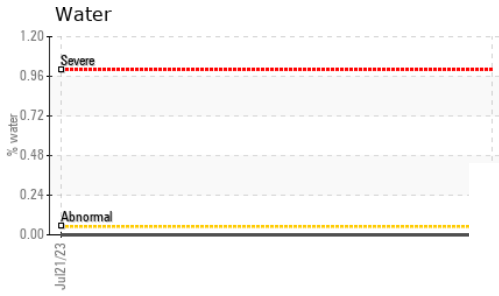 Water
1.20
Severe
0.96
0.72
% water
0.48
0.24
Abnormal
0.00
Jul21/23